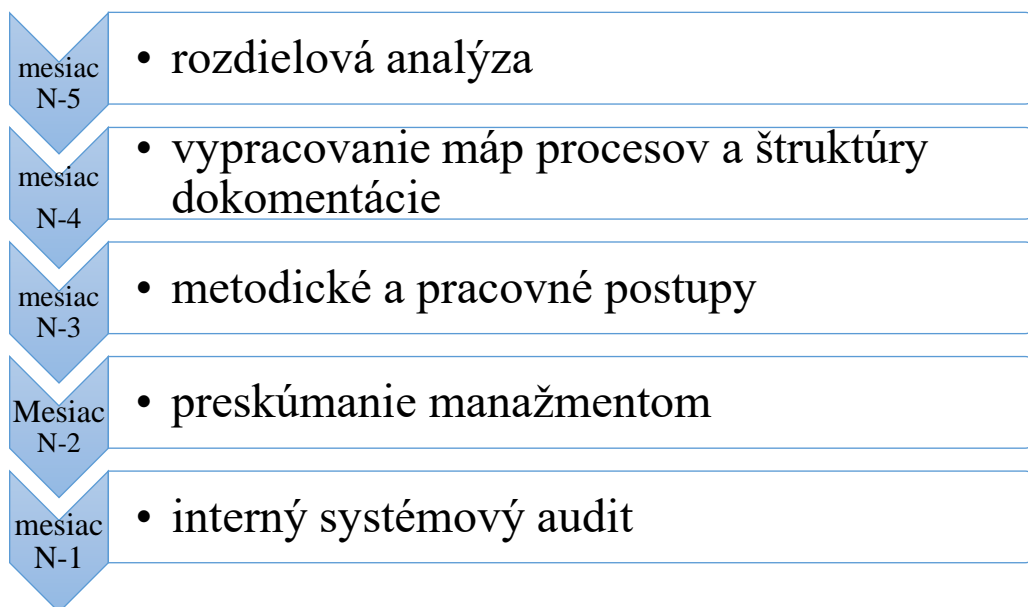 mesiac
N-5
• rozdielová analýza
mesiac
N-4
• vypracovanie máp procesov a štruktúry
dokomentácie
mesiac
N-3
• metodické a pracovné postupy
Mesiac
N-2
• preskúmanie manažmentom
mesiac
N-1
• interný systémový audit